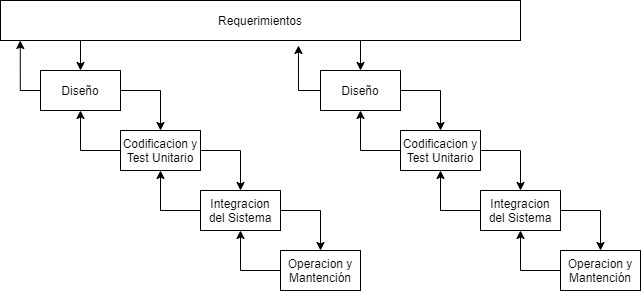 Requerimientos
Diseño
Diseño
Codificacion y
Test Unitario
Codificacion y
Test Unitario
Integracion
del Sistema
Integracion
del Sistema
Operacion y
Mantención
Operacion y
Mantención